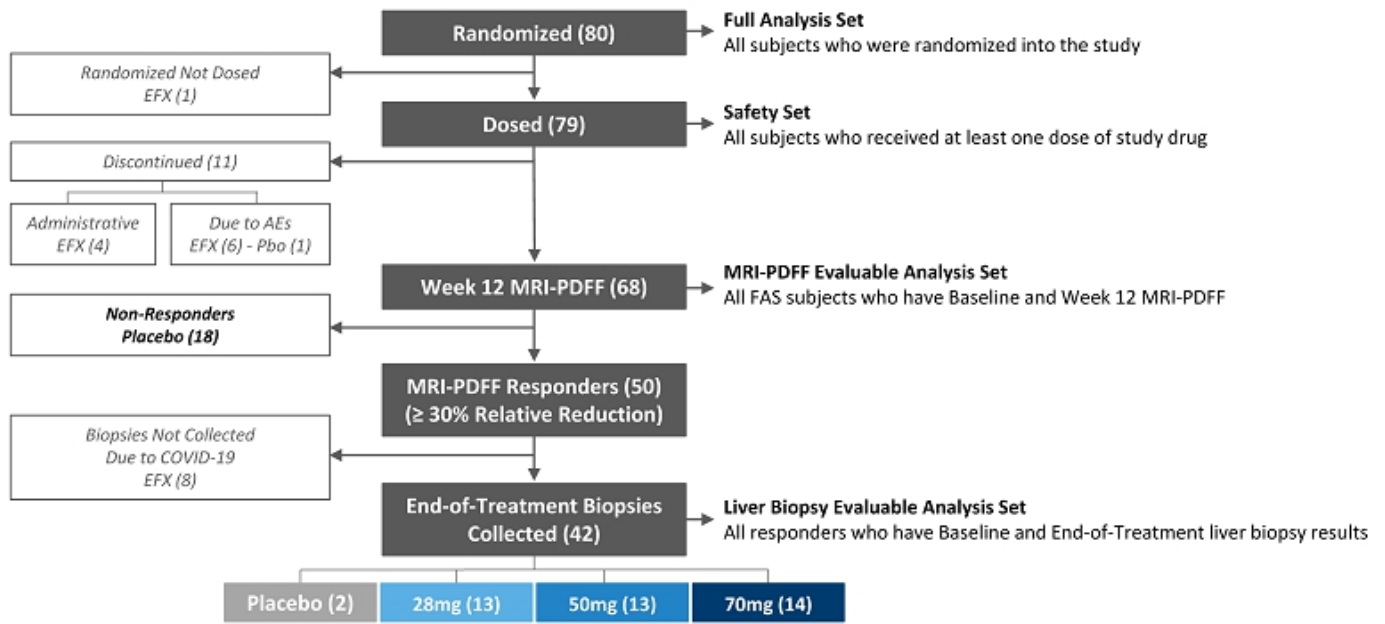 Randomized (80)
Full Analysis Set
All subjects who were randomized into the study
Randomized Not Dosed
EFX (1)
Dosed (79)
Safety Set
All subjects who received at least one dose of study drug
Discontinued (11)
Administrative
EFX (4)
Due to AEs
EFX (6) - Pbo (1)
Week 12 MRI-PDFF (68)
MRI-PDFF Evaluable Analysis Set
All FAS subjects who have Baseline and Week 12 MRI-PDFF
Non-Responders
Placebo (18)
MRI-PDFF Responders (50)
(≥ 30% Relative Reduction)
Biopsies Not Collected
Due to COVID-19
EFX (8)
End-of-Treatment Biopsies
Collected (42)
Liver Biopsy Evaluable Analysis Set
All responders who have Baseline and End-of-Treatment liver biopsy results
Placebo (2)
28mg (13)
50mg (13)
70mg (14)